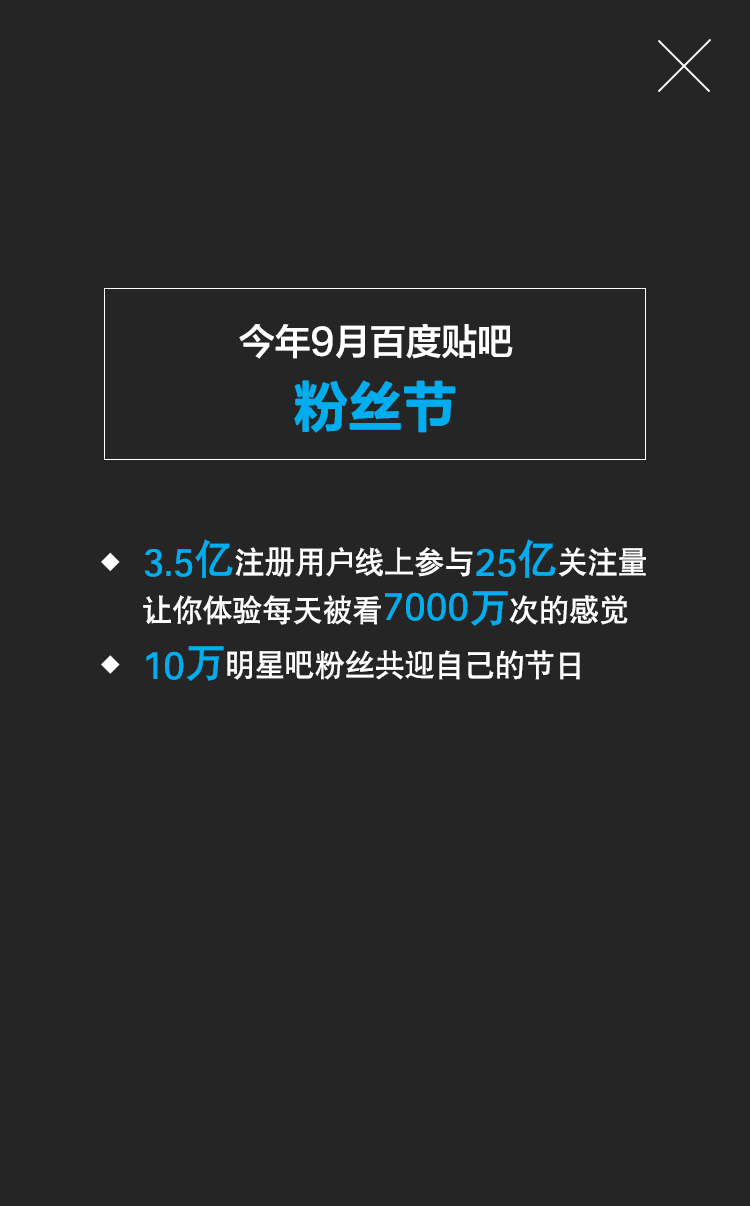 今年9月百度贴吧
粉丝节
3.5亿注册用户线上参与25亿关注量
让你体验每天被看7000万次的感觉
10万明星吧粉丝共迎自己的节日